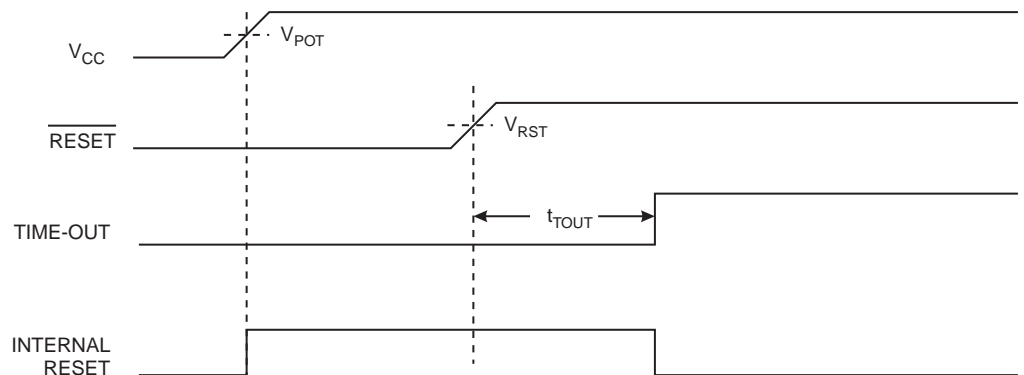 V_CC
V_POT
RESET
V_RST
TIME-OUT
t_TOUT
INTERNAL
RESET